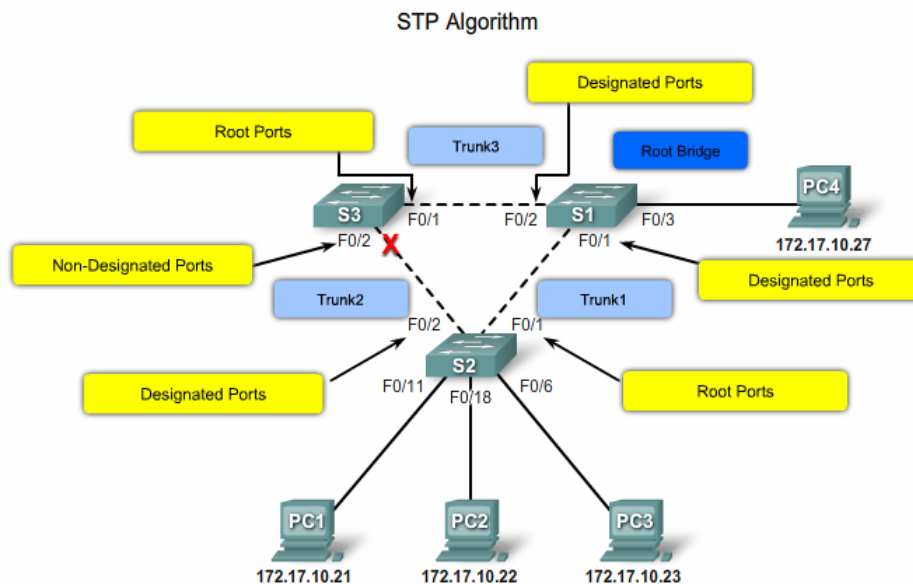 STP Algorithm
Designated Ports
Root Ports
Trunk3
Root Bridge
PC4
S3
F0/1
F0/2
S1
F0/3
F0/2
F0/1
172.17.10.27
Non-Designated Ports
Designated Ports
Trunk2
Trunk1
F0/2
F0/1
S2
Designated Ports
F0/11
F0/18
F0/6
Root Ports
PC1
PC2
PC3
172.17.10.21
172.17.10.22
172.17.10.23